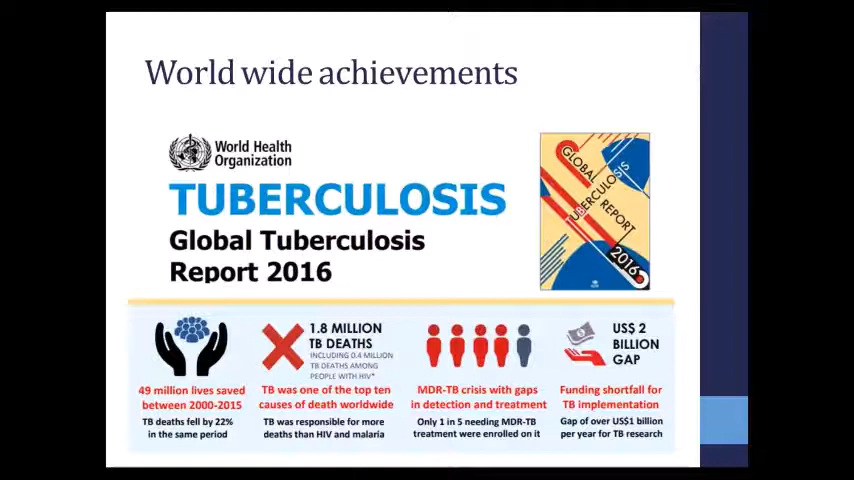 World wide achievements
World Health
Organization
TUBERCULOSIS
Global Tuberculosis
Report 2016
GLOBAL
TUBERCULOSIS
REPORT
2016
1.8 MILLION
TB DEATHS
INCLUDING 0.4 MILLION
TB DEATHS AMONG
PEOPLE WITH HIV*
US$ 2
BILLION
GAP
49 million lives saved
between 2000-2015
TB deaths fell by 22%
in the same period
TB was one of the top ten
causes of death worldwide
TB was responsible for more
deaths than HIV and malaria
MDR-TB crisis with gaps
in detection and treatment
Only 1 in 5 needing MDR-TB
treatment were enrolled on it
Funding shortfall for
TB implementation
Gap of over US$1 billion
per year for TB research